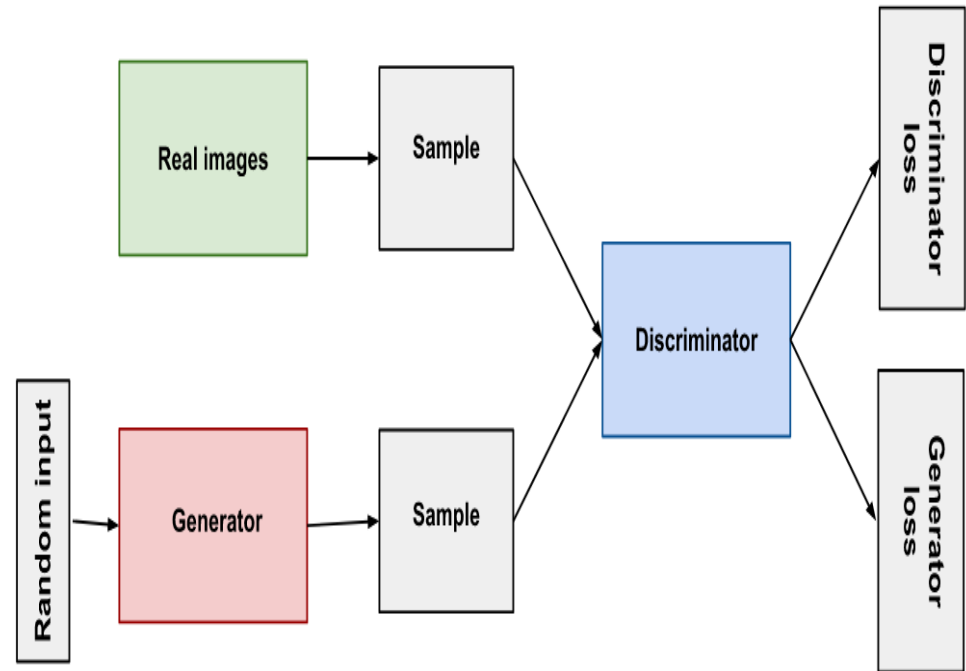 Real images
Sample
Discriminator
loss
Discriminator
Random input
Generator
Sample
Generator
loss